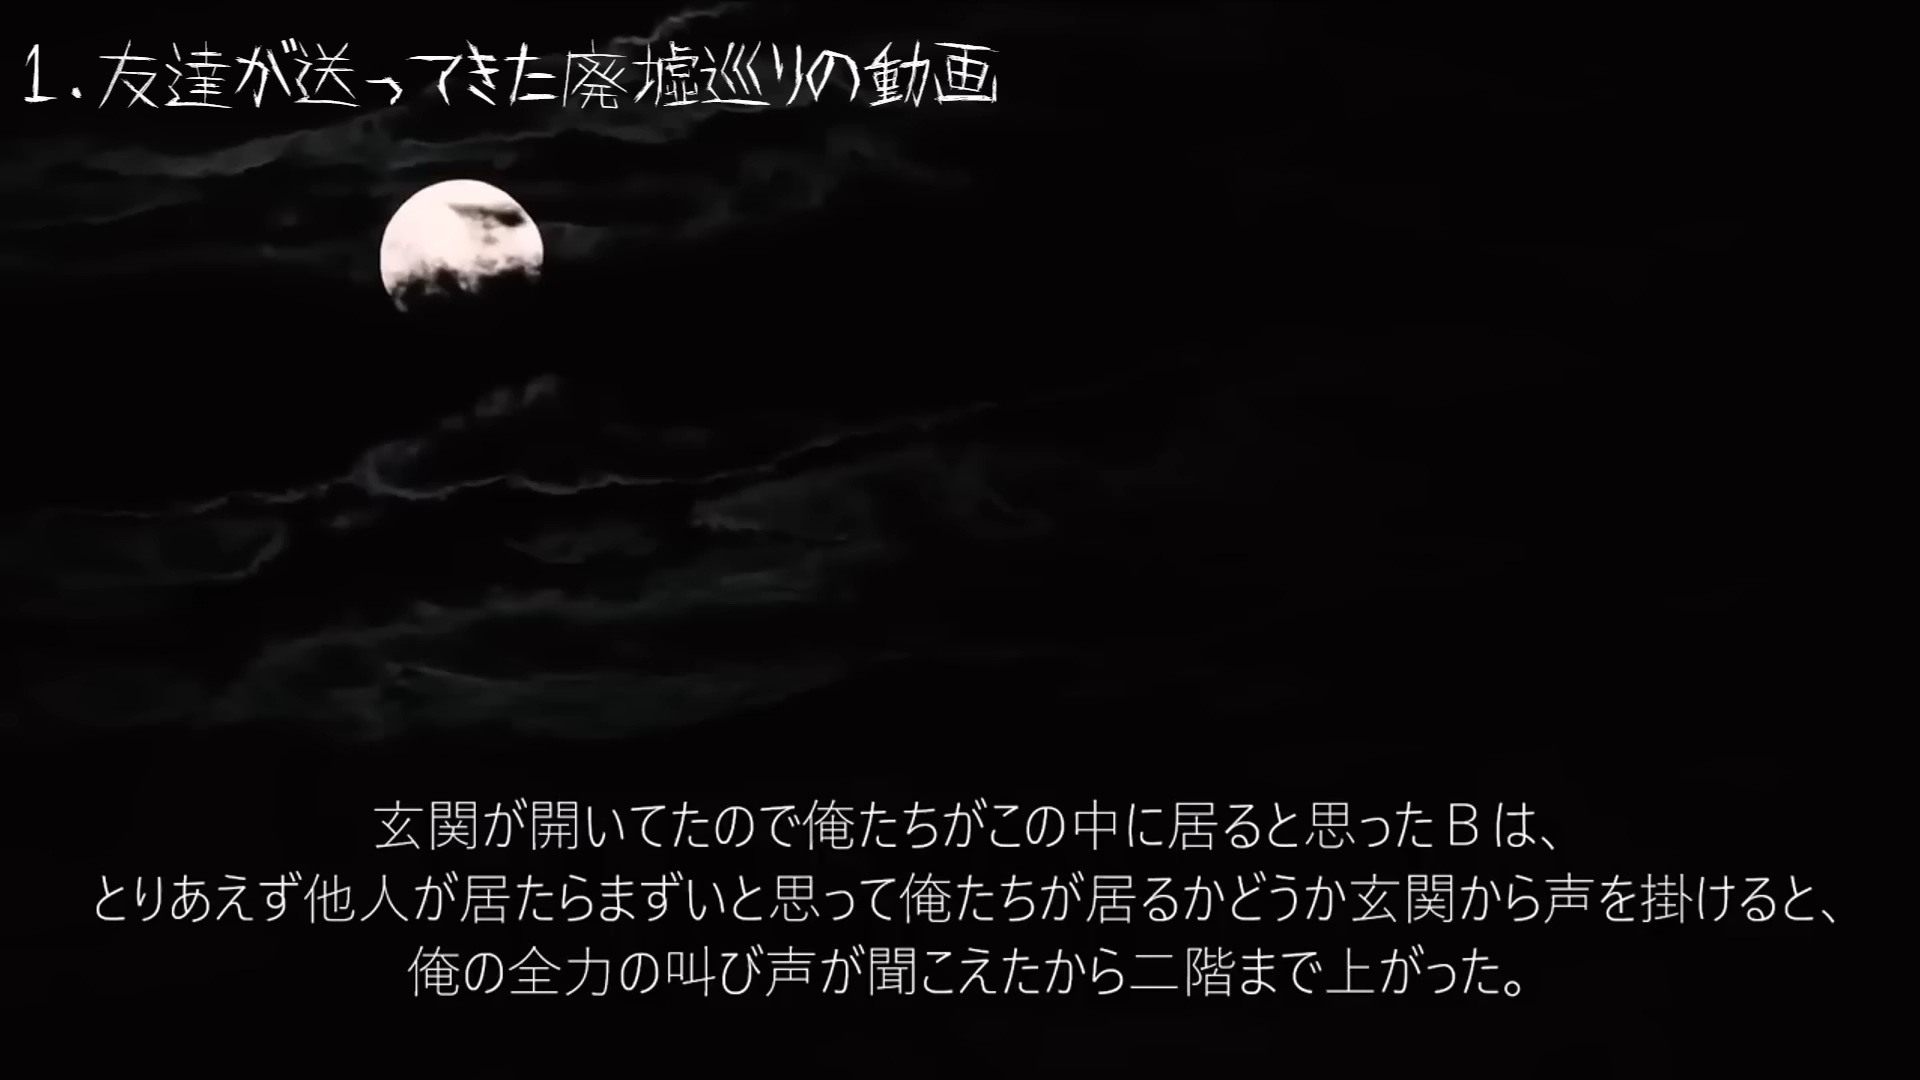 1.友達が送ってきた廃墟巡りの動画
玄関が開いてたので俺たちがこの中に居ると思ったBは、
とりあえず他人が居たらまずいと思って俺たちが居るかどうか玄関から声を掛けると、
俺の全力の叫び声が聞こえたから二階まで上がった。